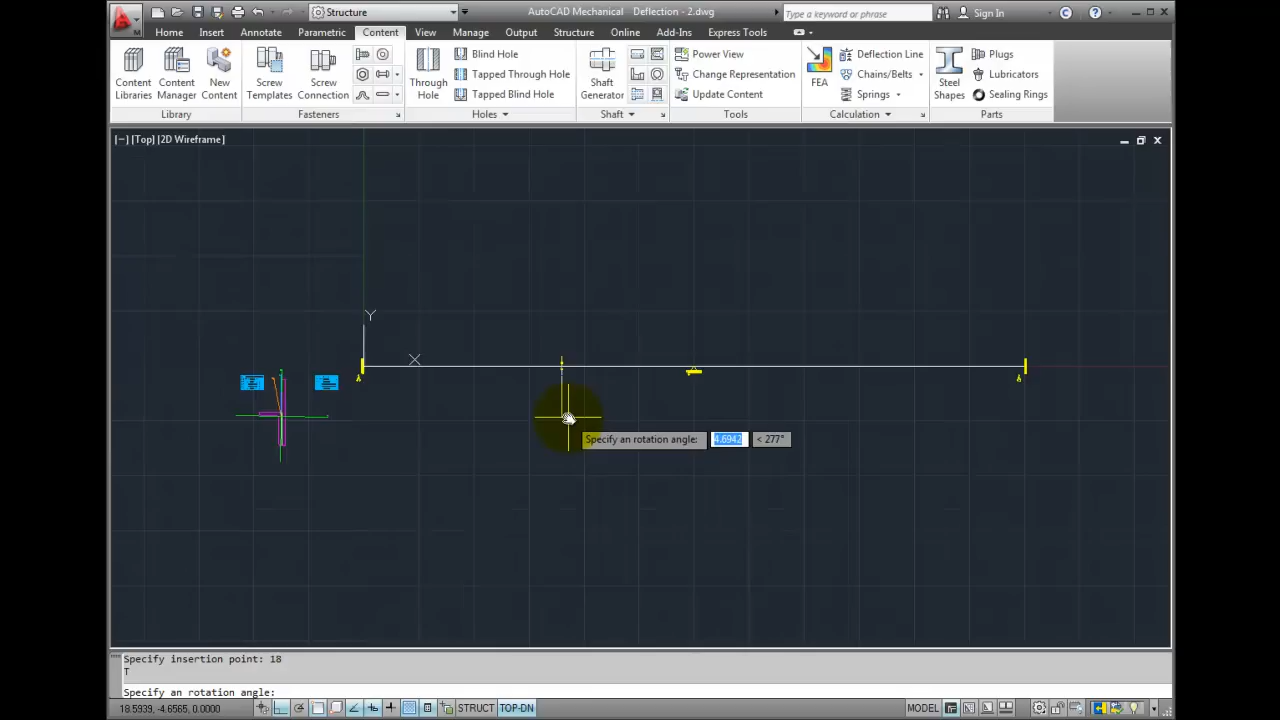 Structure
AutoCAD Mechanical Deflection - 2.dwg
Type a keyword or phrase
Sign In
M
Home Insert Annotate Parametric Content View Manage Output Structure Online Add-Ins Express Tools
Content Libraries
Content Manager
New Content
Library
Screw Templates
Screw Connection
Fasteners
Through Hole
Blind Hole
Tapped Through Hole
Tapped Blind Hole
Holes
Shaft Generator
Shaft
Power View
Change Representation
Update Content
Tools
FEA
Deflection Line
Chains/Belts
Springs
Calculation
Steel Shapes
Plugs
Lubricators
Sealing Rings
Parts
[−] [Top] [2D Wireframe]
Y
X
Specify an rotation angle: 4.6942 < 277°
Specify insertion point: 18
T
Specify an rotation angle:
18.5939, -4.6565, 0.0000 STRUCT TOP-DN MODEL